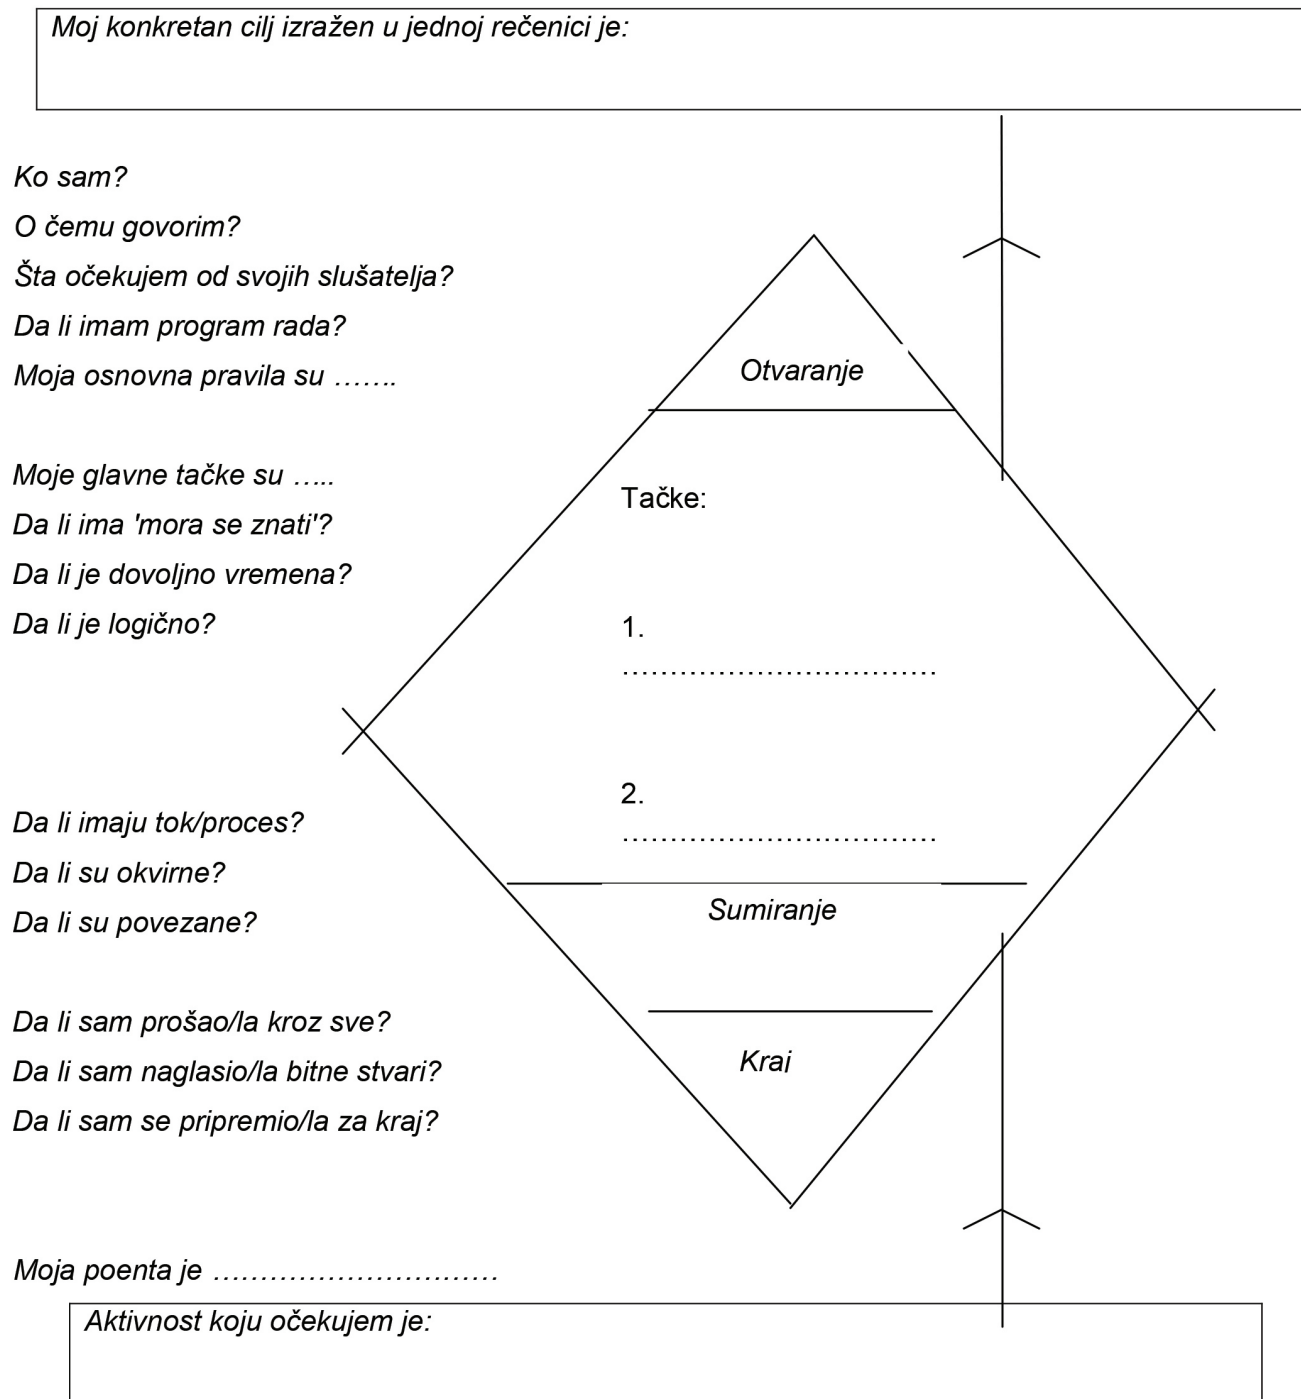 Moj konkretan cilj izražen u jednoj rečenici je:
Ko sam?
O čemu govorim?
Šta očekujem od svojih slušatelja?
Da li imam program rada?
Moja osnovna pravila su …….
Otvaranje
Moje glavne tačke su …..
Da li ima 'mora se znati'?
Da li je dovoljno vremena?
Da li je logično?
Tačke:
1.
……………………………
2.
……………………………
Da li imaju tok/proces?
Da li su okvirne?
Da li su povezane?
Sumiranje
Da li sam prošao/la kroz sve?
Da li sam naglasio/la bitne stvari?
Da li sam se pripremio/la za kraj?
Kraj
Moja poenta je …………………………
Aktivnost koju očekujem je: